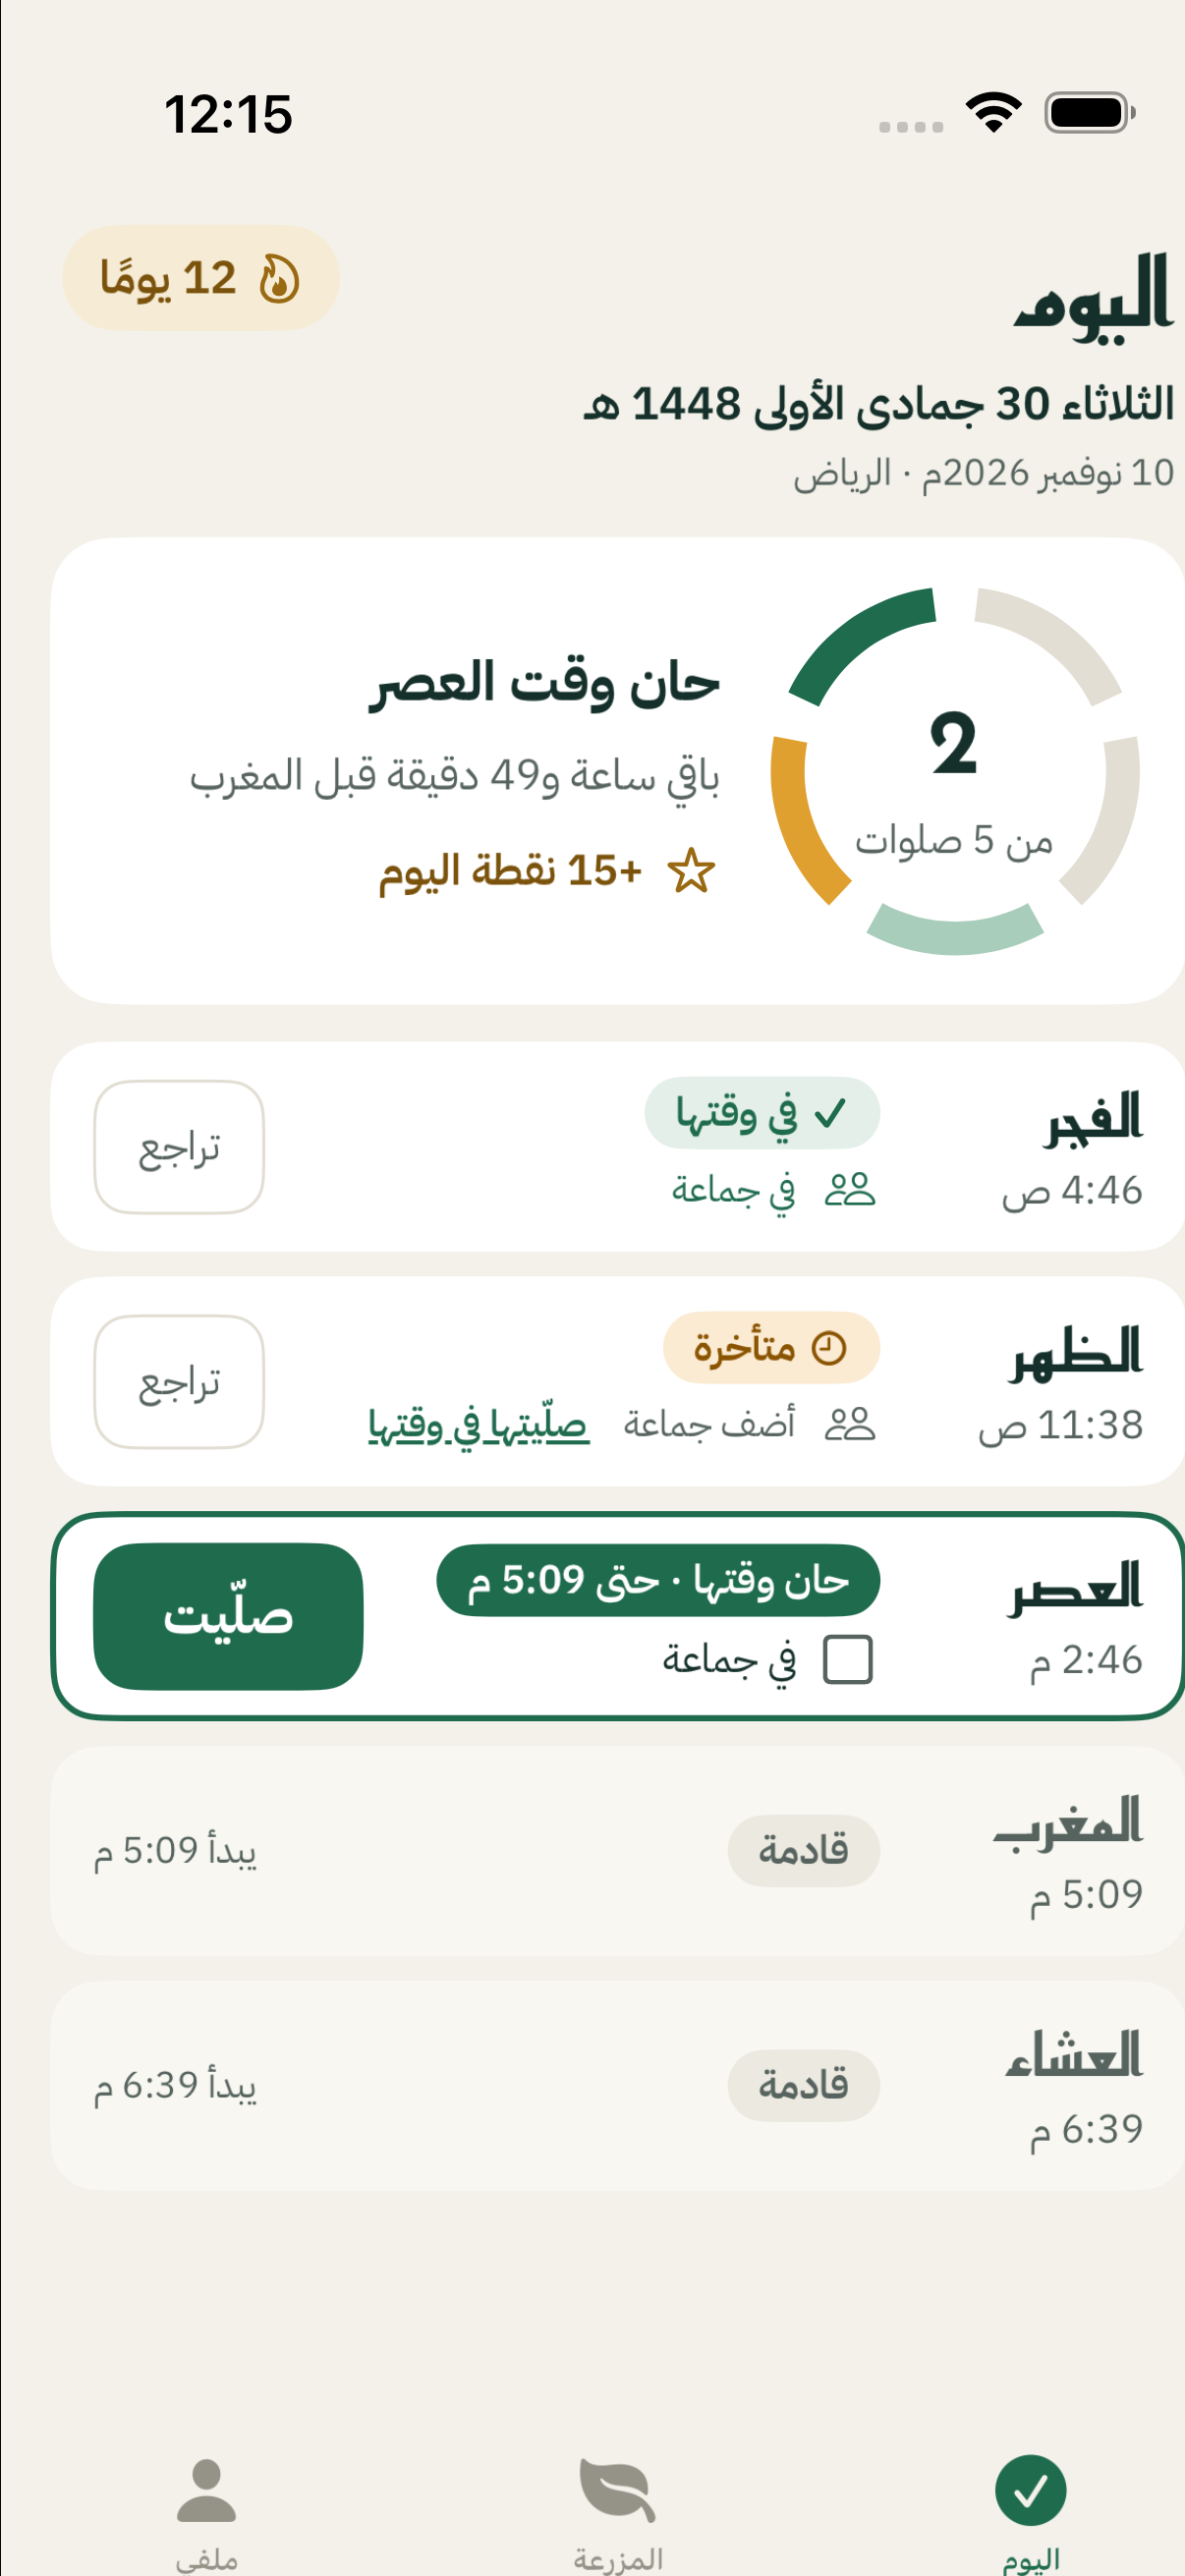 12:15
اليوم
12 يومًا
الثلاثاء 30 جمادى الأولى 1448 هـ
10 نوفمبر 2026م · الرياض
2
من 5 صلوات
حان وقت العصر
باقي ساعة و49 دقيقة قبل المغرب
+15 نقطة اليوم
الفجر
4:46 ص
في وقتها
في جماعة
تراجع
الظهر
11:38 ص
متأخرة
أضف جماعة
صلّيتها في وقتها
تراجع
العصر
2:46 م
حان وقتها · حتى 5:09 م
في جماعة
صلّيت
المغرب
5:09 م
قادمة
يبدأ 5:09 م
العشاء
6:39 م
قادمة
يبدأ 6:39 م
اليوم
المزرعة
ملفي